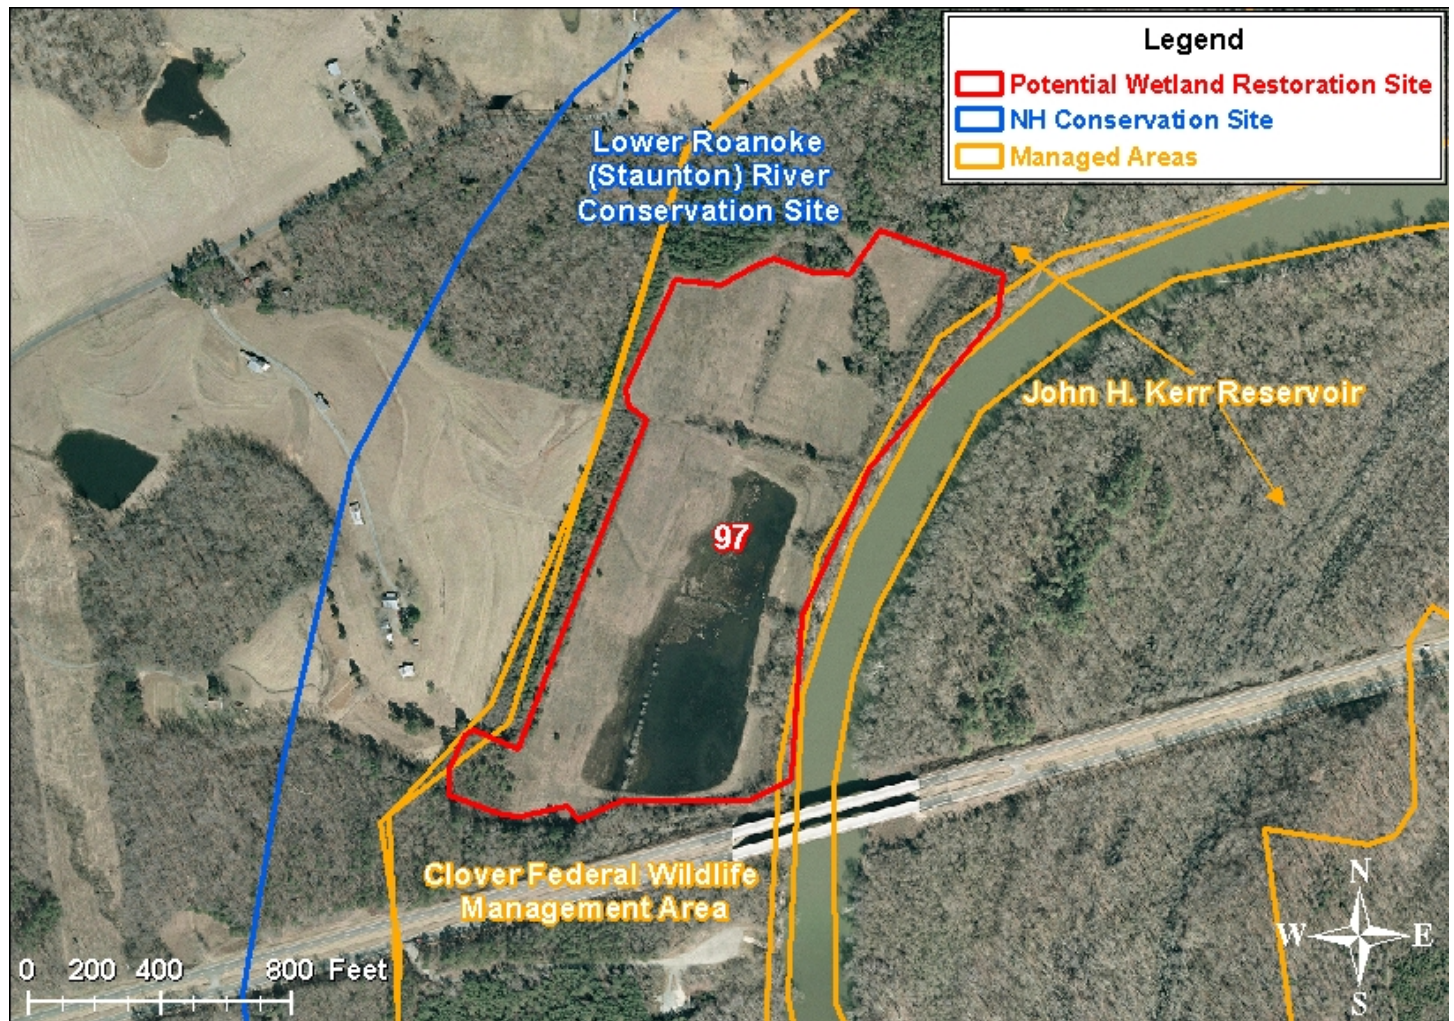 Legend
Potential Wetland Restoration Site
NH Conservation Site
Managed Areas
Lower Roanoke
(Staunton) River
Conservation Site
John H. Kerr Reservoir
97
Clover Federal Wildlife
Management Area
N
W E
S
0 200 400 800 Feet